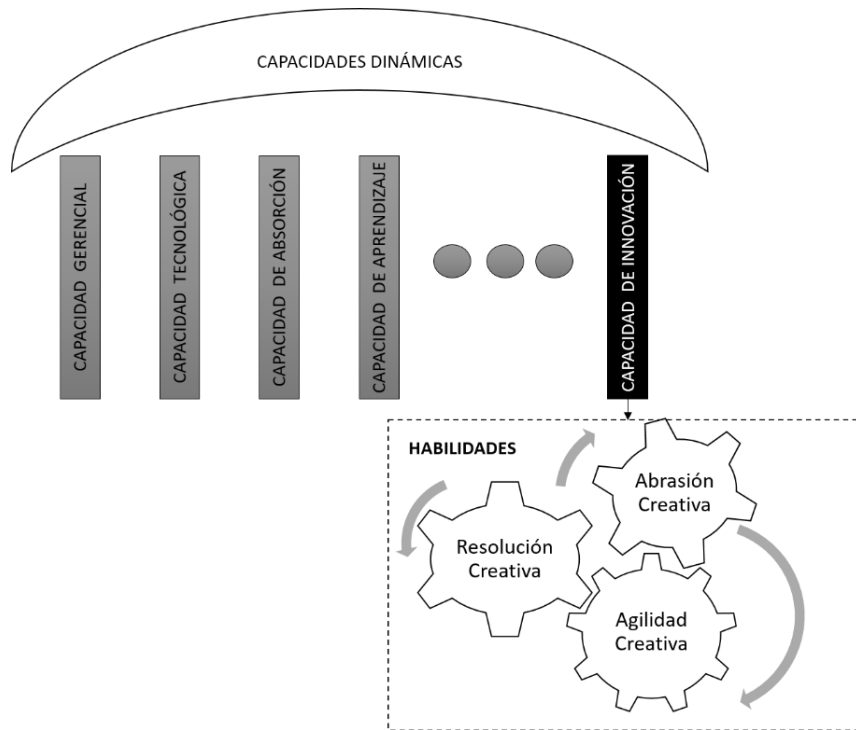 CAPACIDADES DINÁMICAS
CAPACIDAD GERENCIAL
CAPACIDAD TECNOLÓGICA
CAPACIDAD DE ABSORCIÓN
CAPACIDAD DE APRENDIZAJE
CAPACIDAD DE INNOVACIÓN
HABILIDADES
Abrasión
Creativa
Resolución
Creativa
Agilidad
Creativa